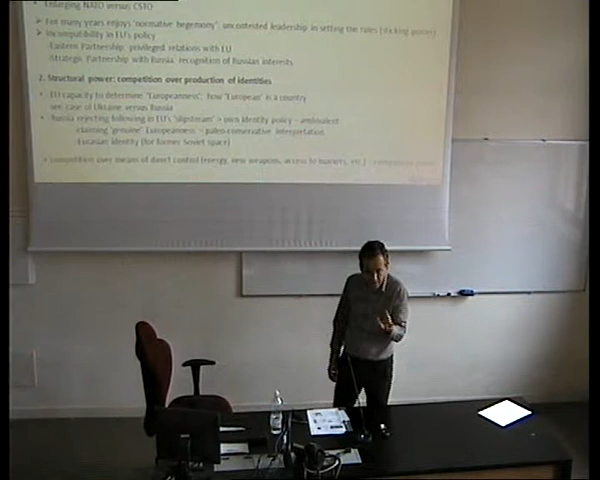 Enlarging NATO versus CSTO
For many years enjoys 'normative hegemony': uncontested leadership in setting the rules (sticking power)
Incompatibility in EU's policy
Eastern Partnership: privileged relations with EU
Strategic Partnership with Russia: recognition of Russian interests
2. Structural power: competition over production of identities
EU capacity to determine "Europeanness": how "European" is a country
see case of Ukraine versus Russia
Russia rejecting following in EU's 'slipstream' > own identity policy – ambivalent
claiming 'genuine' Europeanness – paleo-conservative interpretation
Eurasian identity (for former Soviet space)
> competition over means of direct control (energy, new weapons, access to markets, etc.)